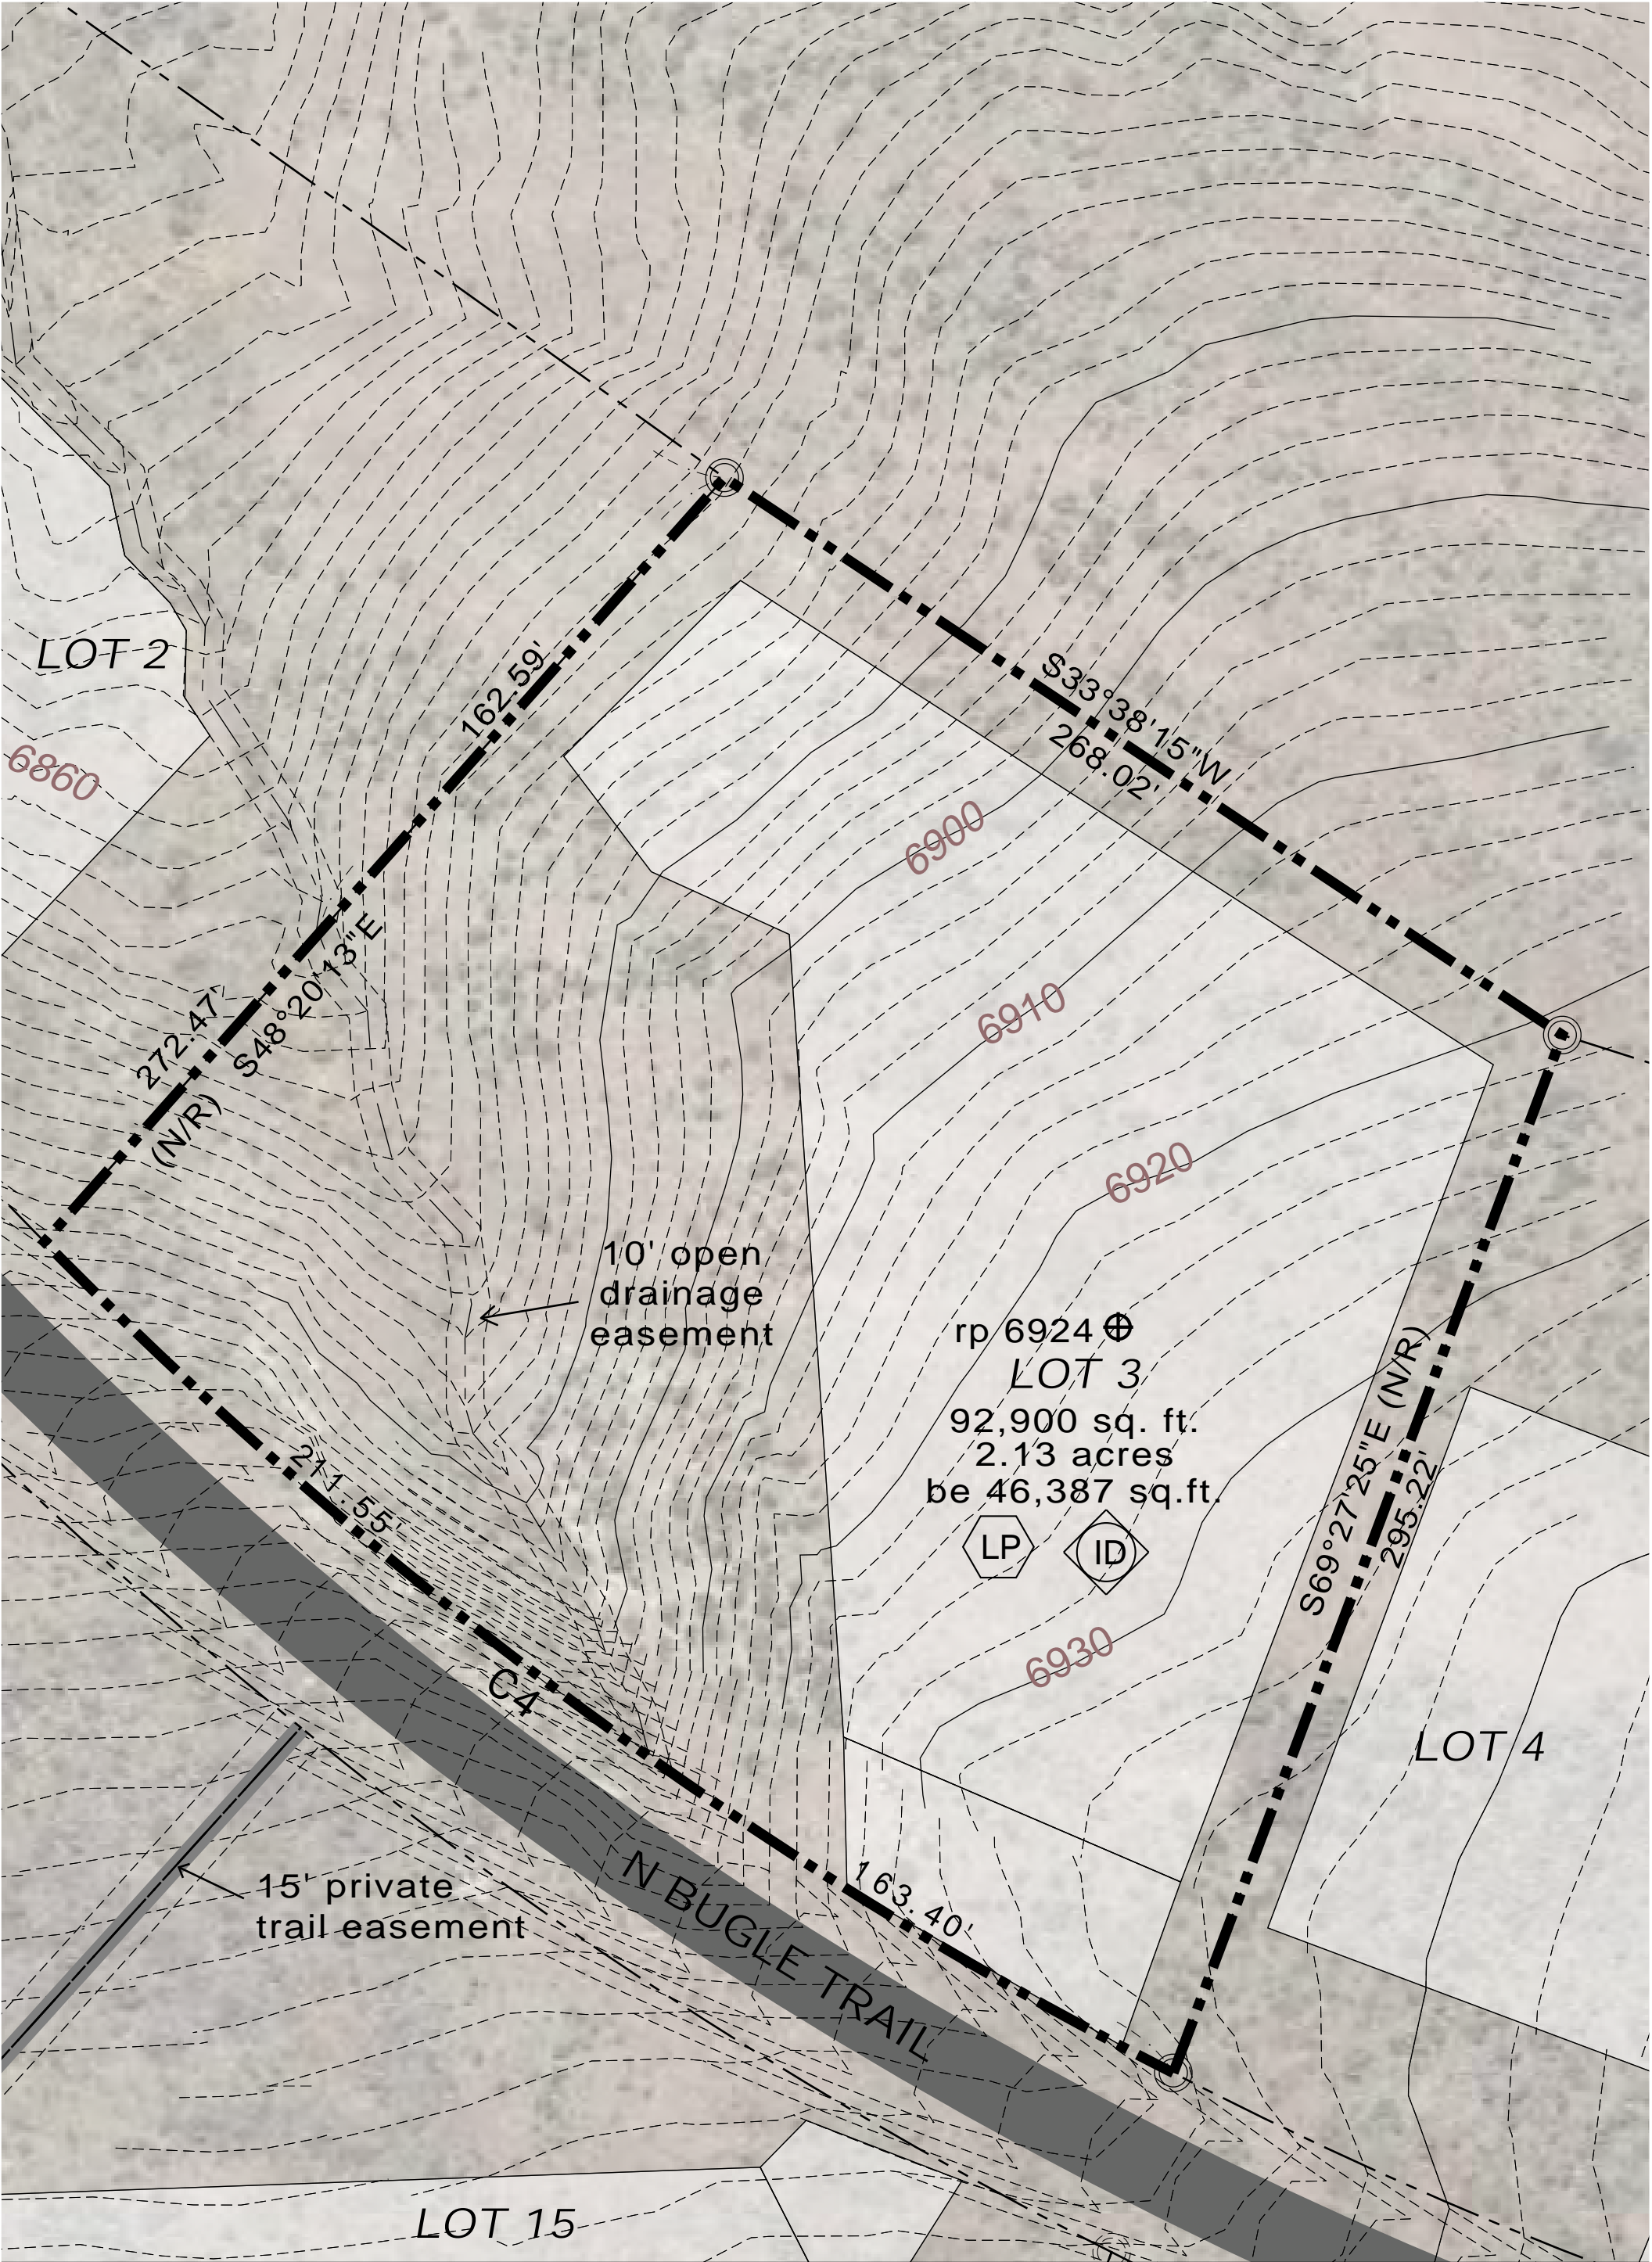 LOT 2
162.59'
S33°38'15"W
268.02'
6860
6900
S48°20'13"E
272.47'
(N/R)
6910
6920
10' open
drainage
easement
rp 6924
LOT 3
92,900 sq. ft.
2.13 acres
be 46,387 sq.ft.
LP
ID
S69°27'25"E (N/R)
295.22'
211.55'
C4
6930
LOT 4
N BUGLE TRAIL
163.40'
15' private
trail easement
LOT 15